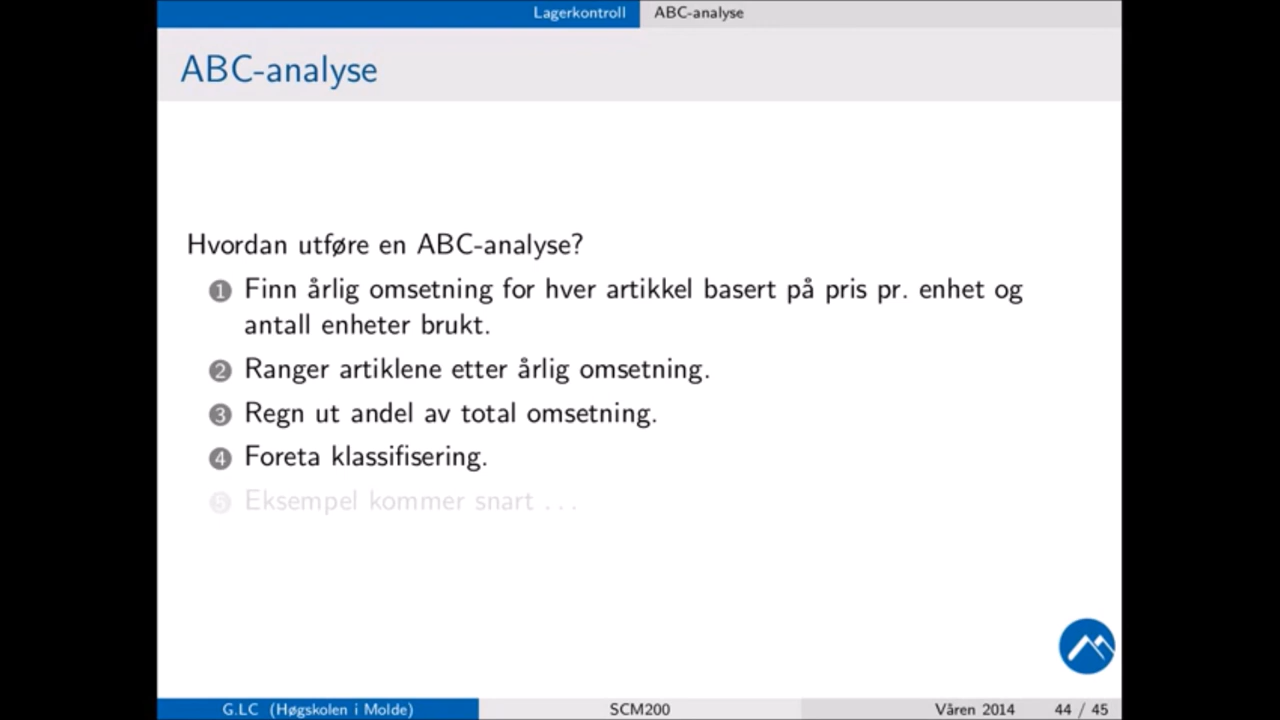 Lagerkontroll ABC-analyse
ABC-analyse
Hvordan utføre en ABC-analyse?
1 Finn årlig omsetning for hver artikkel basert på pris pr. enhet og
antall enheter brukt.
2 Ranger artiklene etter årlig omsetning.
3 Regn ut andel av total omsetning.
4 Foreta klassifisering.
5 Eksempel kommer snart . . .
G.LC (Høgskolen i Molde) SCM200 Våren 2014 44 / 45